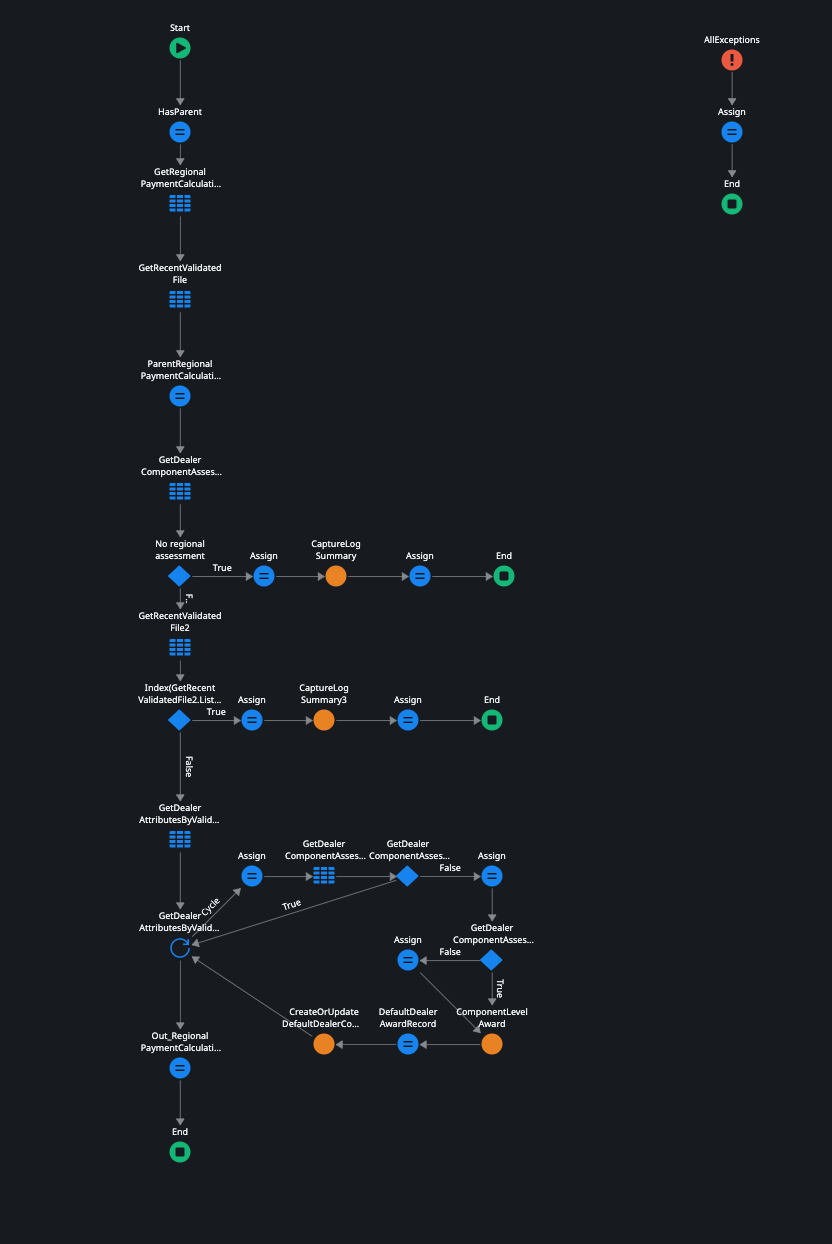 Start
AllExceptions
HasParent
Assign
GetRegional
PaymentCalculati...
End
GetRecentValidated
File
ParentRegional
PaymentCalculati...
GetDealer
ComponentAsses...
No regional
assessment
True
Assign
CaptureLog
Summary
Assign
End
F...
GetRecentValidated
File2
Index(GetRecent
ValidatedFile2.List...
True
Assign
CaptureLog
Summary3
Assign
End
False
GetDealer
AttributesByValid...
Assign
GetDealer
ComponentAsses...
GetDealer
ComponentAsses...
False
Assign
True
Cycle
GetDealer
AttributesByValid...
GetDealer
ComponentAsses...
False
Assign
True
CreateOrUpdate
DefaultDealerCo...
DefaultDealer
AwardRecord
ComponentLevel
Award
Out_Regional
PaymentCalculati...
End